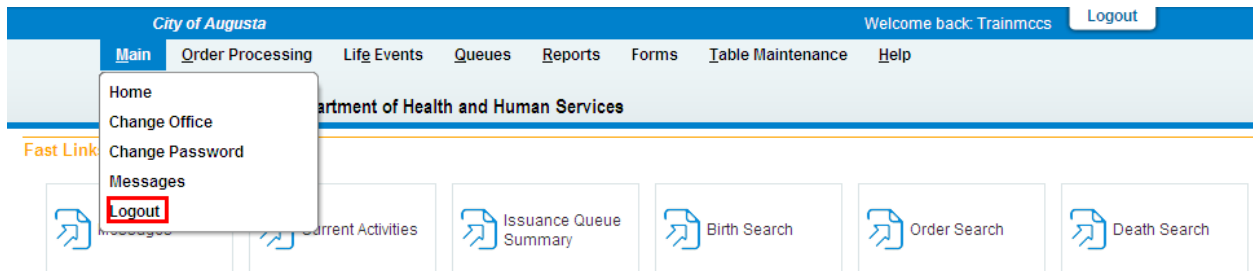 City of Augusta
Welcome back: Trainmccs
Logout
Main Order Processing Life Events Queues Reports Forms Table Maintenance Help
Home
Change Office
Change Password
Messages
Logout
artment of Health and Human Services
Fast Link
Messages
rrent Activities
Issuance Queue
Summary
Birth Search
Order Search
Death Search